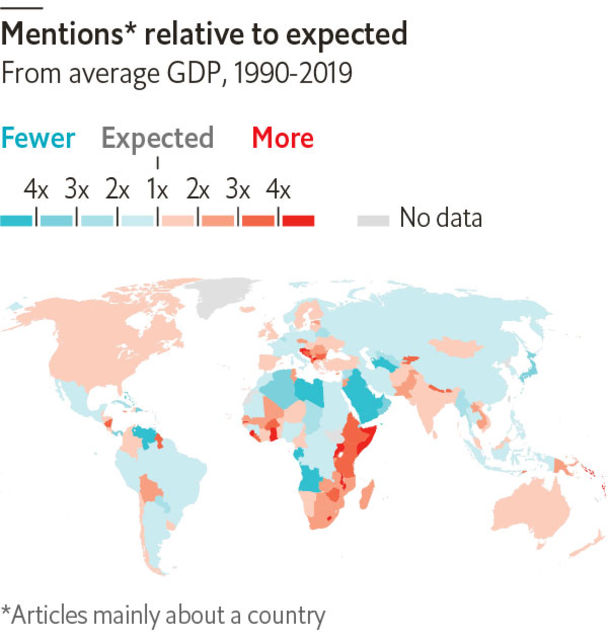 Mentions* relative to expected
From average GDP, 1990-2019
Fewer Expected More
4x 3x 2x 1x 2x 3x 4x
No data
*Articles mainly about a country